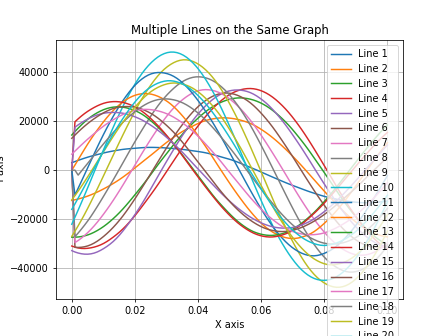 Multiple Lines on the Same Graph
40000
20000
0
−20000
−40000
0.00
0.02
0.04
0.06
X axis
Line 1
Line 2
Line 3
Line 4
Line 5
Line 6
Line 7
Line 8
Line 9
Line 10
Line 11
Line 12
Line 13
Line 14
Line 15
Line 16
Line 17
Line 18
Line 19
Line 20